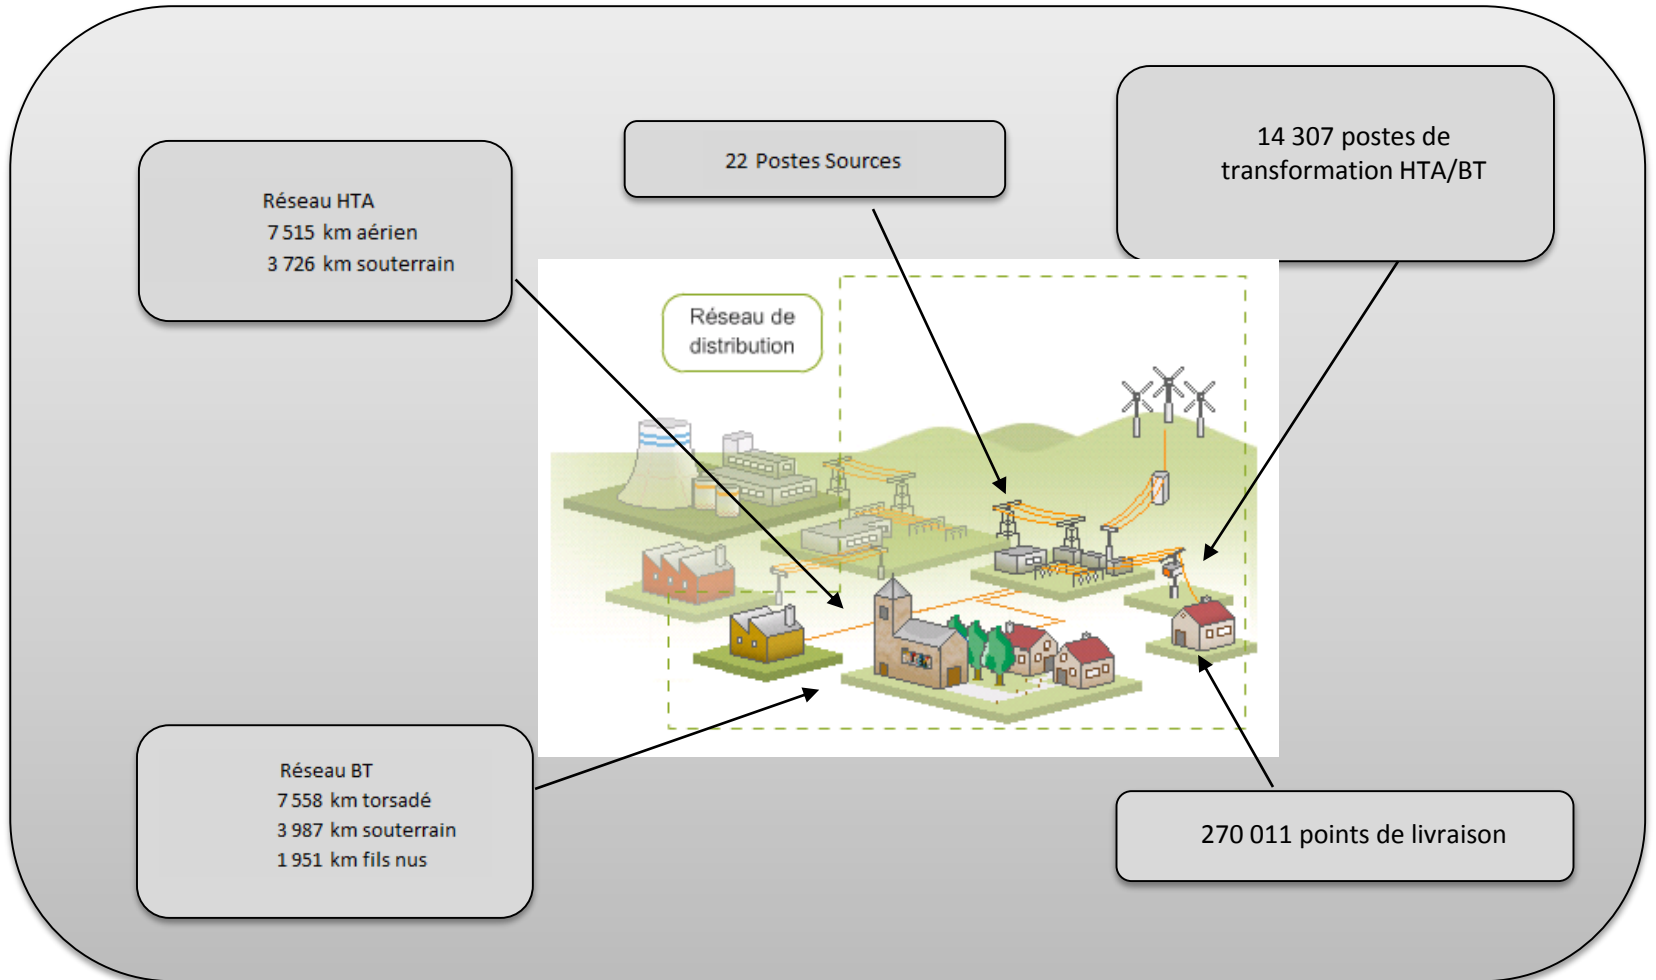 Réseau HTA
7 515 km aérien
3 726 km souterrain
22 Postes Sources
14 307 postes de
transformation HTA/BT
Réseau de
distribution
Réseau BT
7 558 km torsadé
3 987 km souterrain
1 951 km fils nus
270 011 points de livraison